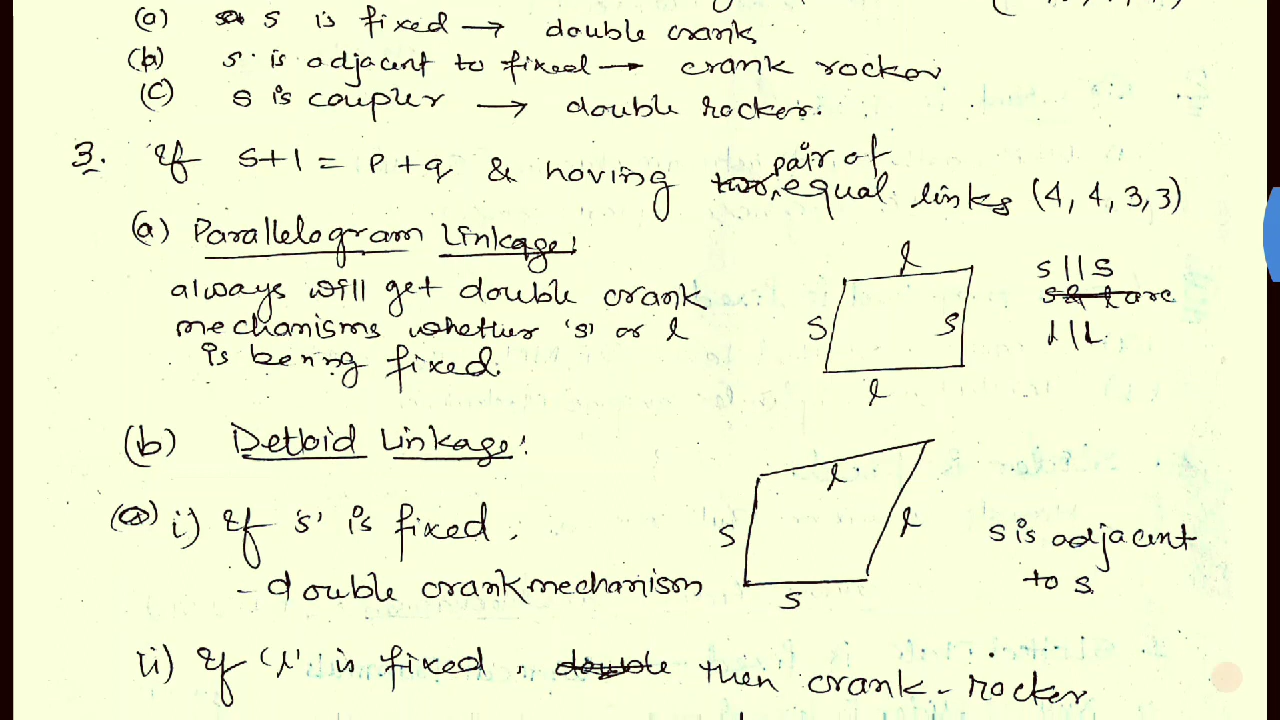 (a) s is fixed → double crank
(b) s is adjacent to fixed → crank rocker
(c) s is coupler → double rocker.
3. If s+l = p+q & having pair of equal links (4, 4, 3, 3)
(a) Parallelogram Linkage:
always will get double crank
mechanisms whether 's' or l
is being fixed.
l
s
s
l
s || s
l || L
(b) Detloid Linkage:
i) If 's' is fixed,
- double crank mechanism
l
s
l
s
s is adjacent
to s.
ii) If 'l' is fixed, then crank-rocker